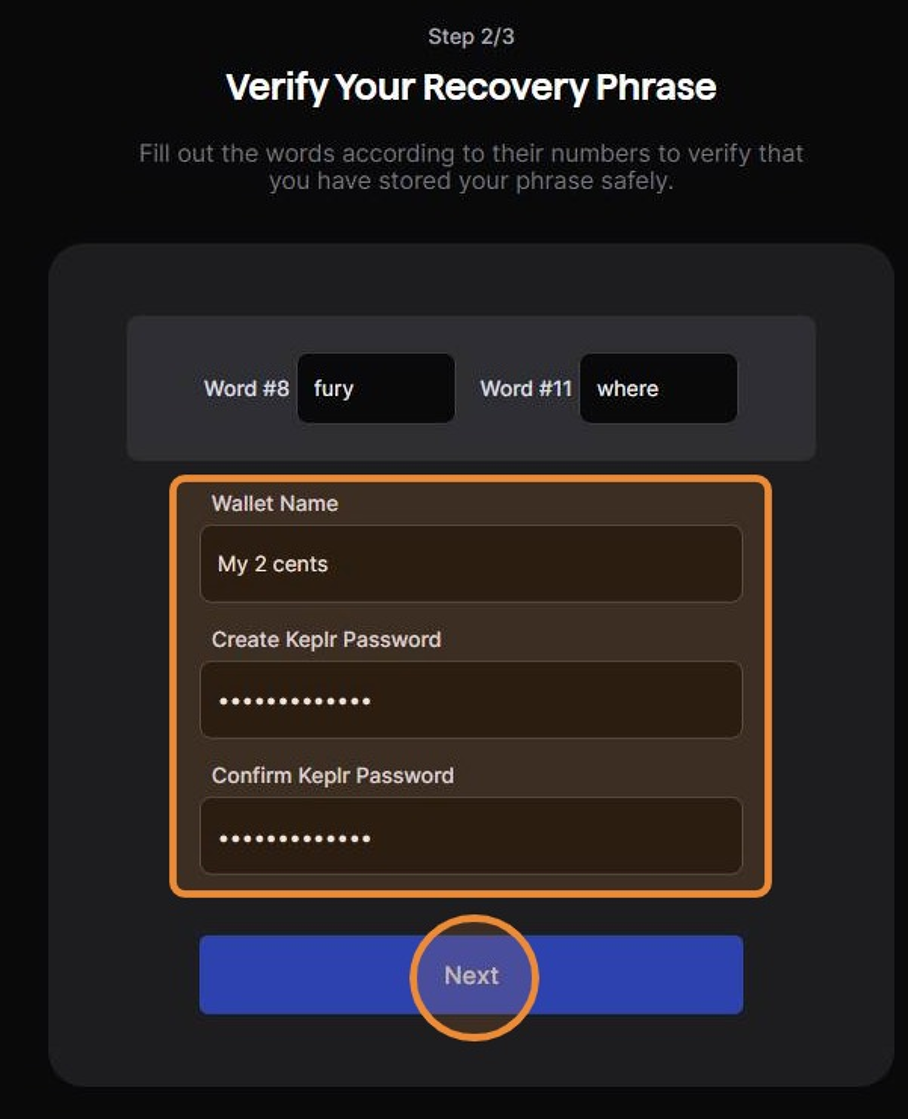 Step 2/3
Verify Your Recovery Phrase
Fill out the words according to their numbers to verify that
you have stored your phrase safely.
Word #8 fury Word #11 where
Wallet Name
My 2 cents
Create Keplr Password
•••••••••••••
Confirm Keplr Password
•••••••••••••
Next